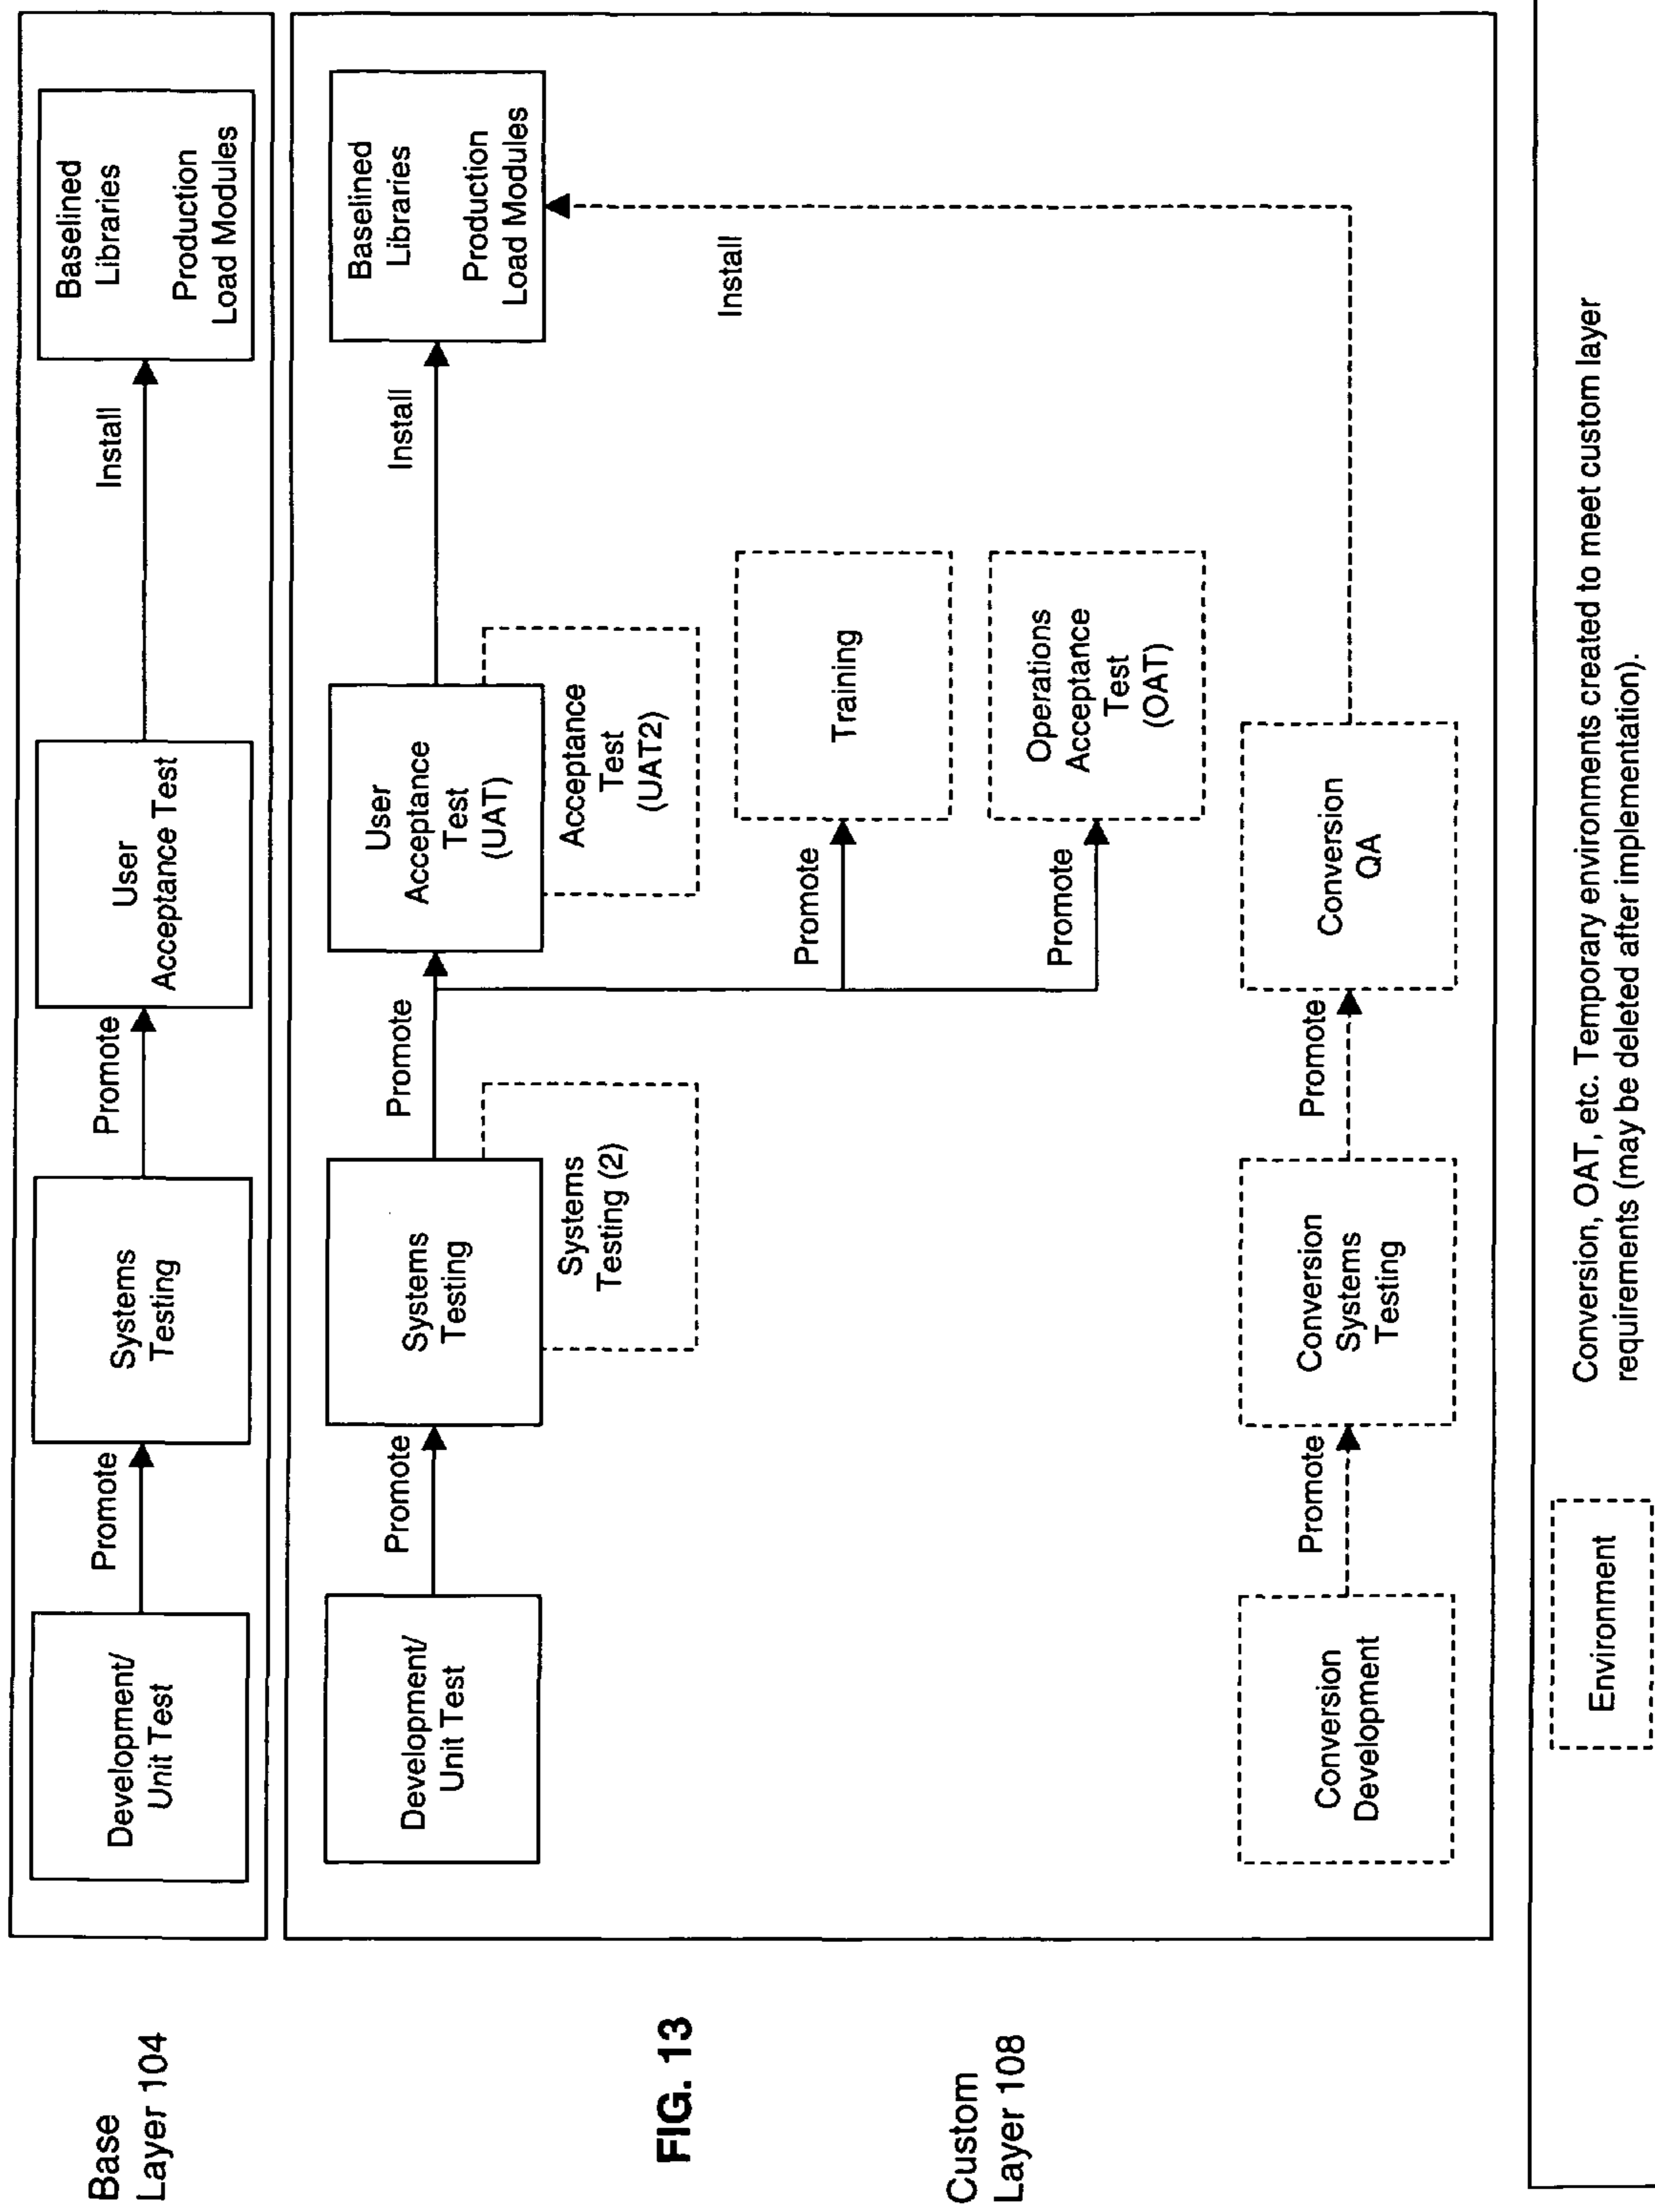 Base
Layer 104
Development/
Unit Test
Promote
Systems
Testing
Promote
User
Acceptance Test
Install
Baselined
Libraries
Production
Load Modules
FIG. 13
Custom
Layer 108
Development/
Unit Test
Promote
Systems
Testing
Systems
Testing (2)
Promote
User
Acceptance
Test
(UAT)
Acceptance
Test
(UAT2)
Install
Baselined
Libraries
Production
Load Modules
Promote
Training
Promote
Operations
Acceptance
Test
(OAT)
Install
Conversion
Development
Promote
Conversion
Systems
Testing
Promote
Conversion
QA
Environment
Conversion, OAT, etc. Temporary environments created to meet custom layer
requirements (may be deleted after implementation).